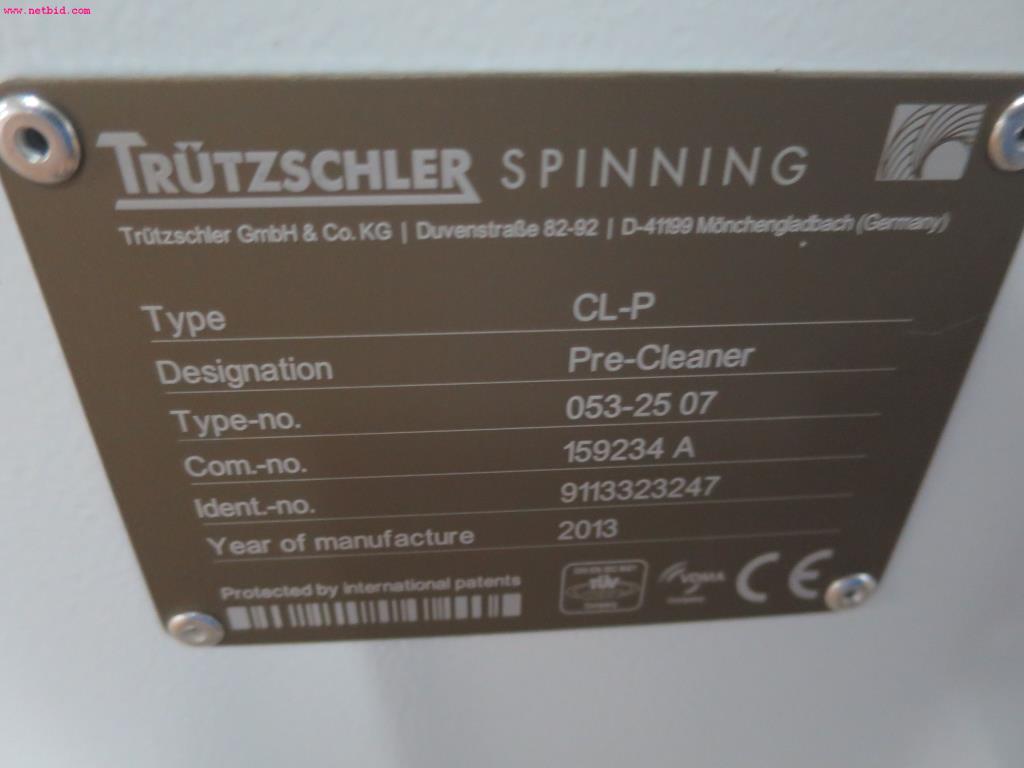 www.netbid.com
TRÜTZSCHLER SPINNING
Trützschler GmbH & Co. KG | Duvenstraße 82-92 | D-41199 Mönchengladbach (Germany)
Type CL-P
Designation Pre-Cleaner
Type-no. 053-25 07
Com.-no. 159234 A
Ident.-no. 9113323247
Year of manufacture 2013
Protected by international patents
TÜV VDMA CE